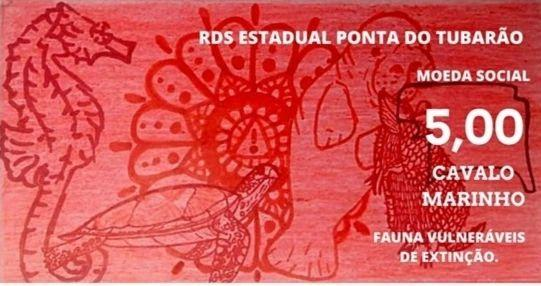 RDS ESTADUAL PONTA DO TUBARÃO
MOEDA SOCIAL
5,00
CAVALO
MARINHO
FAUNA VULNERÁVEIS
DE EXTINÇÃO.